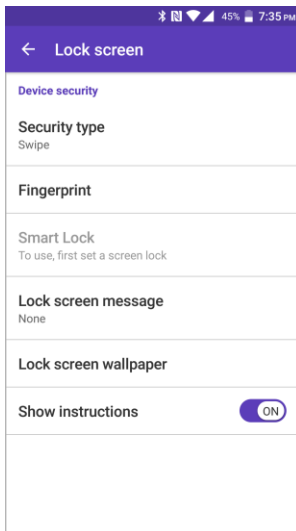 45% 7:35 PM
Lock screen
Device security
Security type
Swipe
Fingerprint
Smart Lock
To use, first set a screen lock
Lock screen message
None
Lock screen wallpaper
Show instructions ON